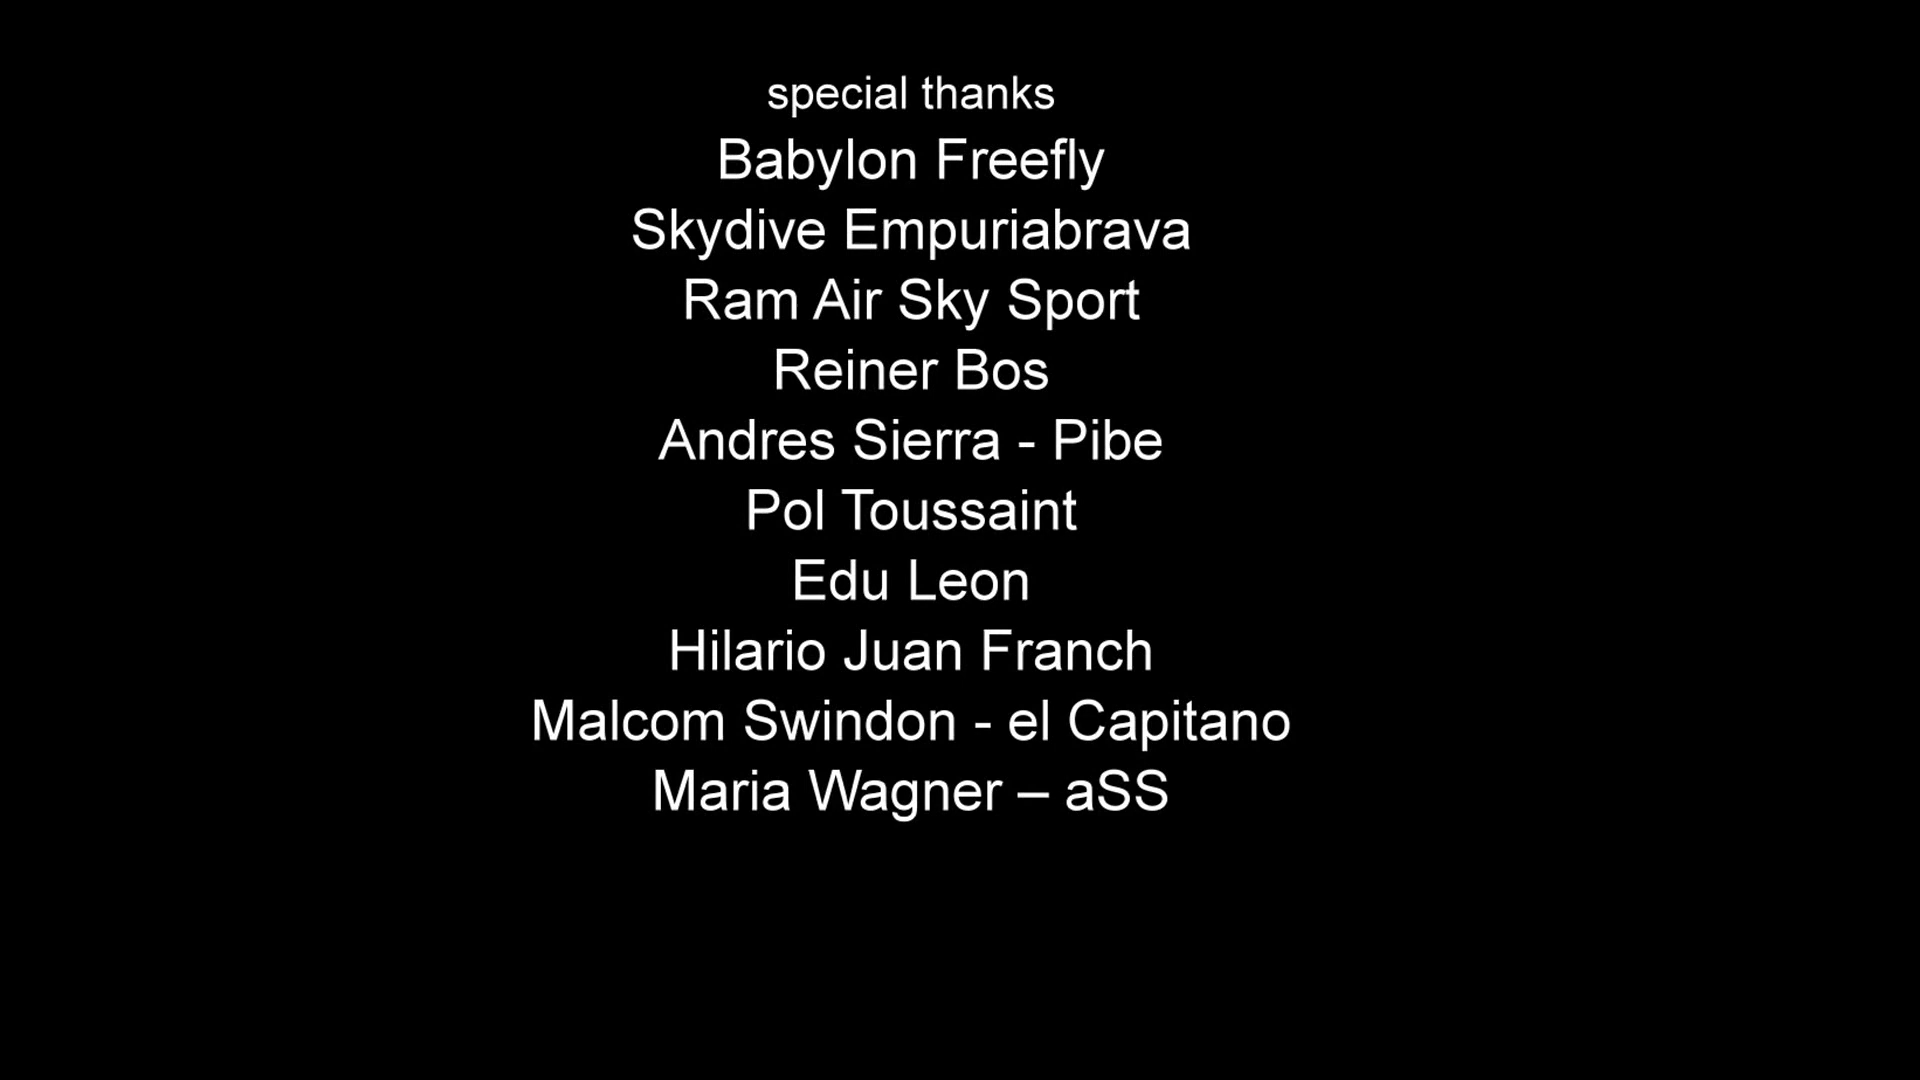 special thanks
Babylon Freefly
Skydive Empuriabrava
Ram Air Sky Sport
Reiner Bos
Andres Sierra - Pibe
Pol Toussaint
Edu Leon
Hilario Juan Franch
Malcom Swindon - el Capitano
Maria Wagner – aSS